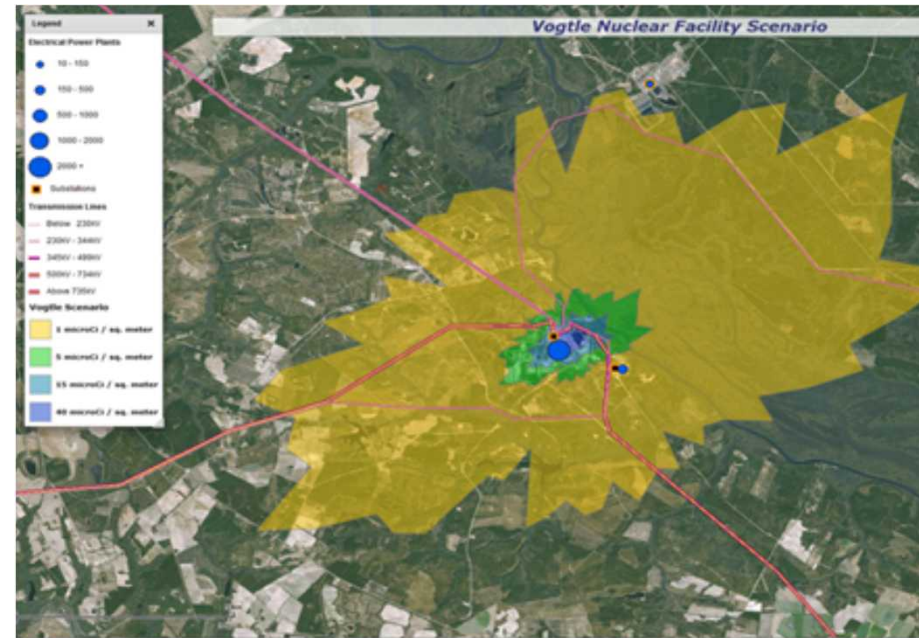 Vogtle Nuclear Facility Scenario
Legend
Electrical Power Plants
10 - 150
150 - 500
500 - 1000
1000 - 2000
2000 +
Substations
Transmission Lines
Below 230kV
230kV - 344kV
345kV - 499kV
500kV - 734kV
Above 735kV
Vogtle Scenario
1 microCi / sq. meter
5 microCi / sq. meter
15 microCi / sq. meter
40 microCi / sq. meter